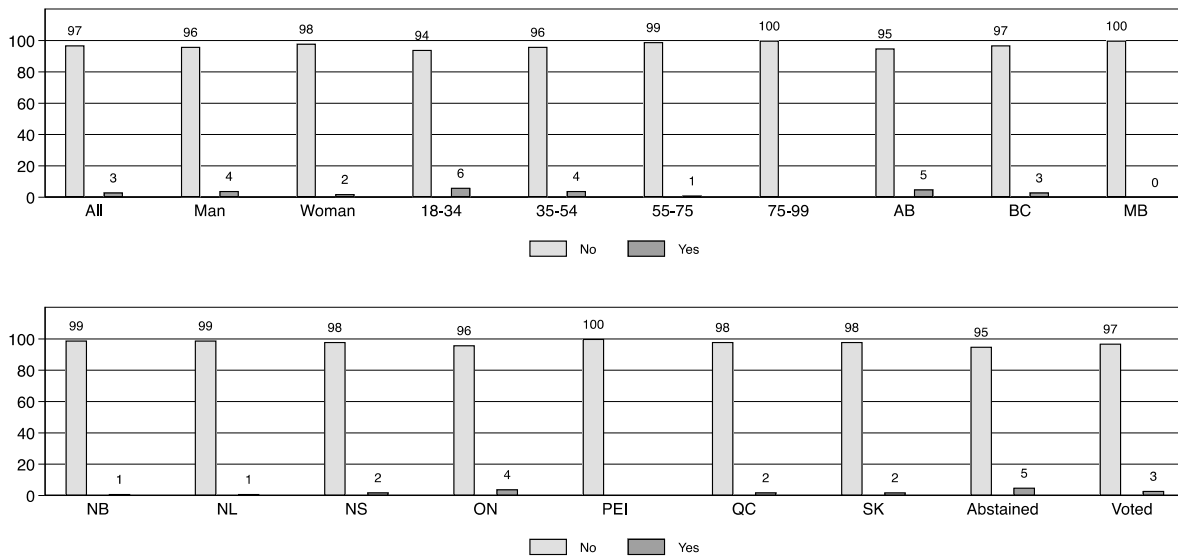 97 96 98 94 96 99 100 95 97 100
100
80
60
40
20
0
3 4 2 6 4 1 5 3 0
All Man Woman 18-34 35-54 55-75 75-99 AB BC MB
No Yes
99 99 98 96 100 98 98 95 97
100
80
60
40
20
0
1 1 2 4 2 2 5 3
NB NL NS ON PEI QC SK Abstained Voted
No Yes